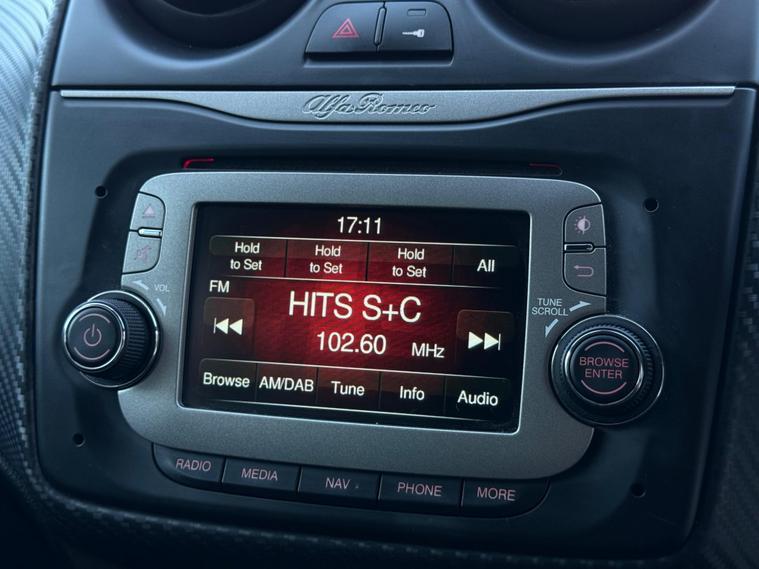 Alfa Romeo
17:11
Hold to Set
Hold to Set
Hold to Set
All
FM
HITS S+C
102.60 MHz
Browse
AM/DAB
Tune
Info
Audio
VOL
TUNE
SCROLL
BROWSE
ENTER
RADIO
MEDIA
NAV
PHONE
MORE